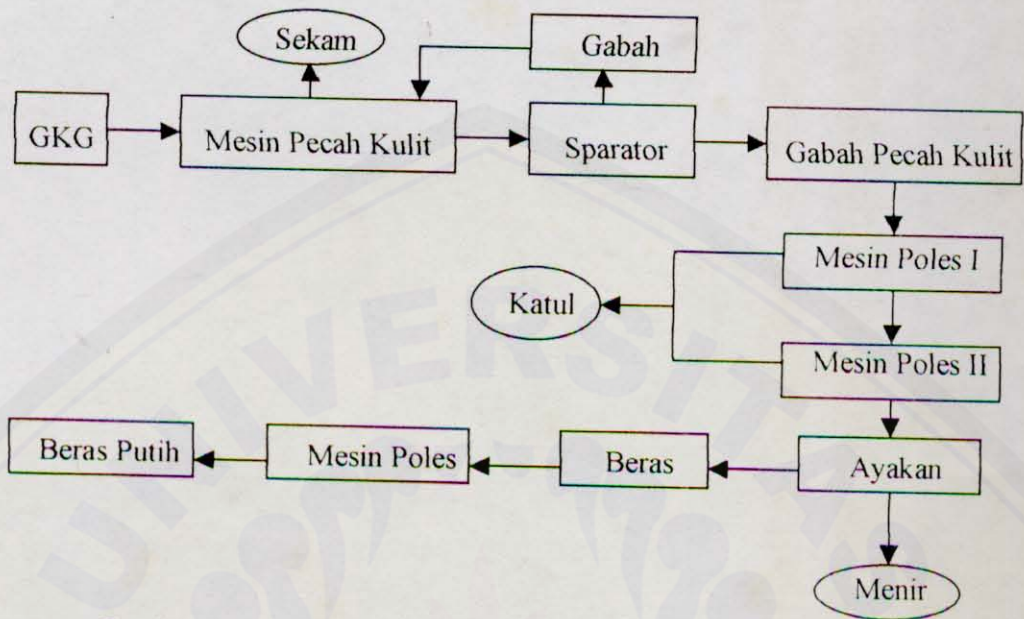 Sekam
Gabah
GKG
Mesin Pecah Kulit
Sparator
Gabah Pecah Kulit
Mesin Poles I
Katul
Mesin Poles II
Beras Putih
Mesin Poles
Beras
Ayakan
Menir
UNIVERSITAS